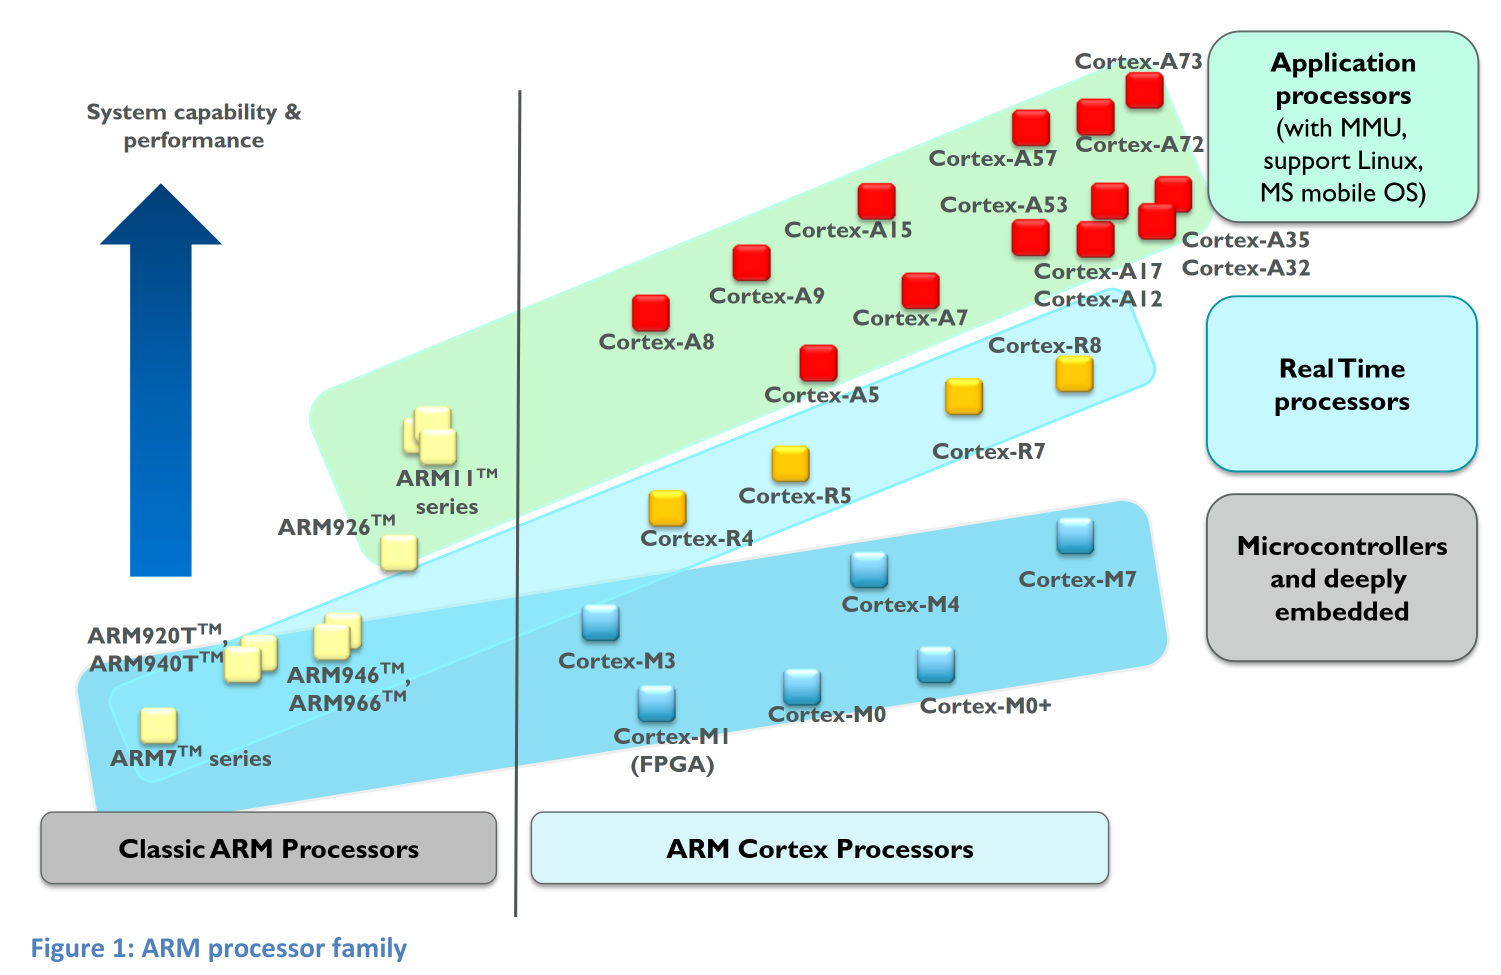 System capability &
performance
Cortex-A73
Cortex-A72
Cortex-A57
Cortex-A53
Cortex-A15
Cortex-A35
Cortex-A32
Cortex-A17
Cortex-A12
Cortex-A9
Cortex-A7
Cortex-A8
Cortex-A5
Cortex-R8
Cortex-R7
Cortex-R5
Cortex-R4
ARM11™
series
ARM926™
ARM920T™,
ARM940T™
ARM946™,
ARM966™
ARM7™ series
Cortex-M7
Cortex-M4
Cortex-M3
Cortex-M0+
Cortex-M0
Cortex-M1
(FPGA)
Application
processors
(with MMU,
support Linux,
MS mobile OS)
Real Time
processors
Microcontrollers
and deeply
embedded
Classic ARM Processors
ARM Cortex Processors
Figure 1: ARM processor family